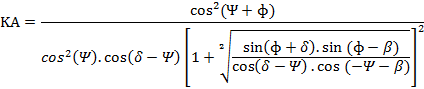 KA = cos²(Ψ + ф) / cos²(Ψ).cos(δ − Ψ) [1 + ²√(sin(ф + δ).sin (ф − β) / cos(δ − Ψ) .cos (−Ψ − β))]²